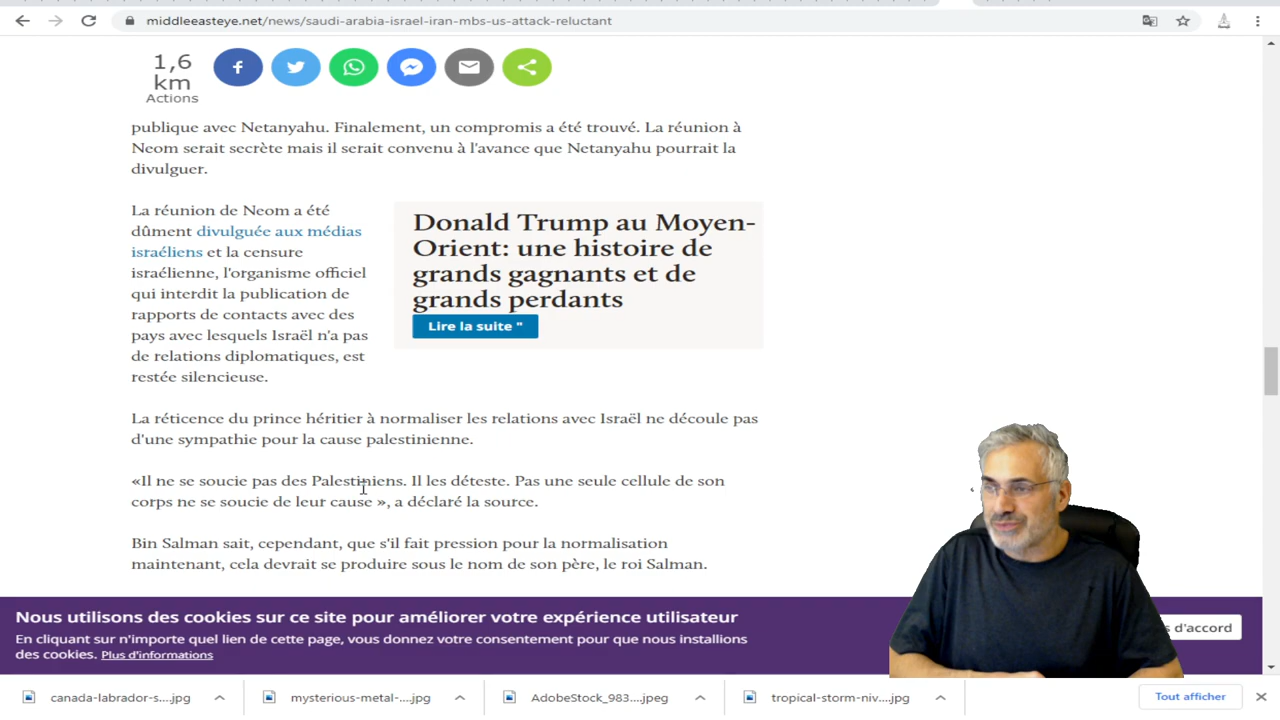 middleeasteye.net/news/saudi-arabia-israel-iran-mbs-us-attack-reluctant
1,6
km
Actions
publique avec Netanyahu. Finalement, un compromis a été trouvé. La réunion à
Neom serait secrète mais il serait convenu à l'avance que Netanyahu pourrait la
divulguer.
La réunion de Neom a été
dûment divulguée aux médias
israéliens et la censure
israélienne, l'organisme officiel
qui interdit la publication de
rapports de contacts avec des
pays avec lesquels Israël n'a pas
de relations diplomatiques, est
restée silencieuse.
Donald Trump au Moyen-
Orient: une histoire de
grands gagnants et de
grands perdants
Lire la suite "
La réticence du prince héritier à normaliser les relations avec Israël ne découle pas
d'une sympathie pour la cause palestinienne.
«Il ne se soucie pas des Palestiniens. Il les déteste. Pas une seule cellule de son
corps ne se soucie de leur cause », a déclaré la source.
Bin Salman sait, cependant, que s'il fait pression pour la normalisation
maintenant, cela devrait se produire sous le nom de son père, le roi Salman.
Nous utilisons des cookies sur ce site pour améliorer votre expérience utilisateur
En cliquant sur n'importe quel lien de cette page, vous donnez votre consentement pour que nous installions
des cookies. Plus d'informations
d'accord
canada-labrador-s....jpg
mysterious-metal-....jpg
AdobeStock_983....jpeg
tropical-storm-niv....jpg
Tout afficher